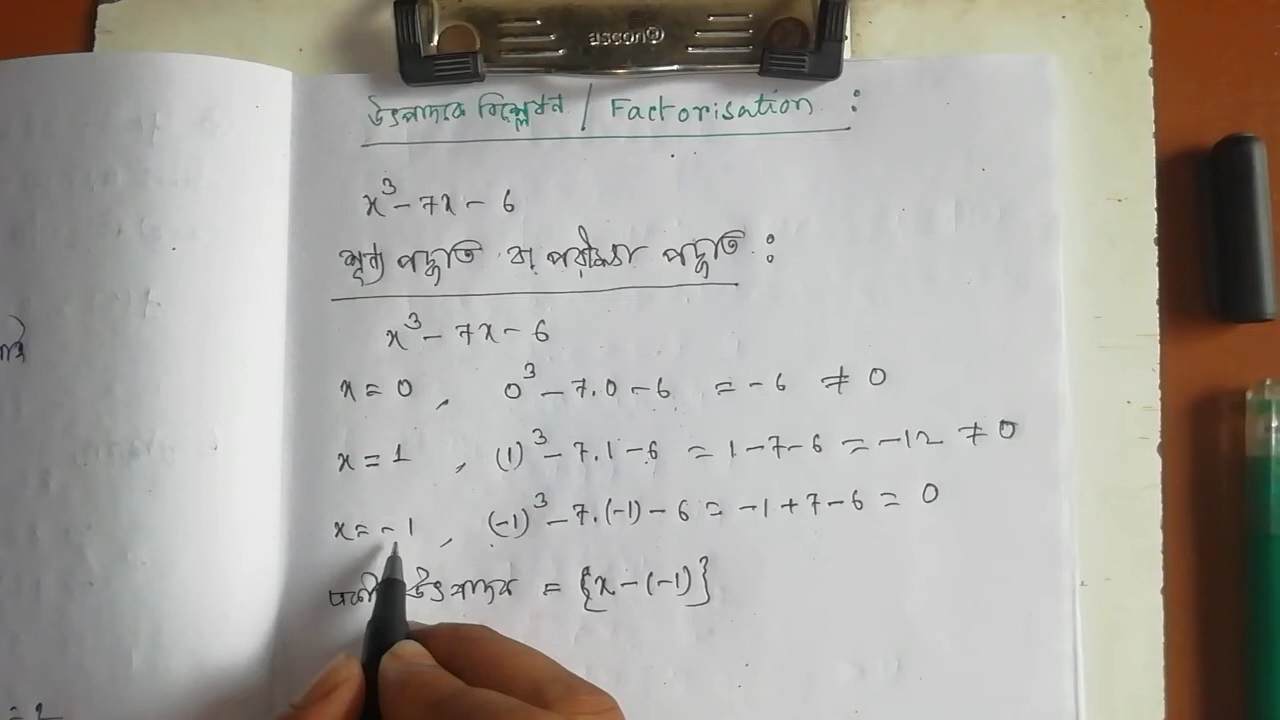 ascon®
উৎপাদকে বিশ্লেষণ / Factorisation :
x³ - 7x - 6
শূন্য পদ্ধতি বা পরীক্ষা পদ্ধতি :
x³ - 7x - 6
x = 0 , 0³ - 7.0 - 6 = -6 ≠ 0
x = 1 , (1)³ - 7.1 - 6 = 1 - 7 - 6 = -12 ≠ 0
x = -1 , (-1)³ - 7.(-1) - 6 = -1 + 7 - 6 = 0
উৎপাদক = {x - (-1)}